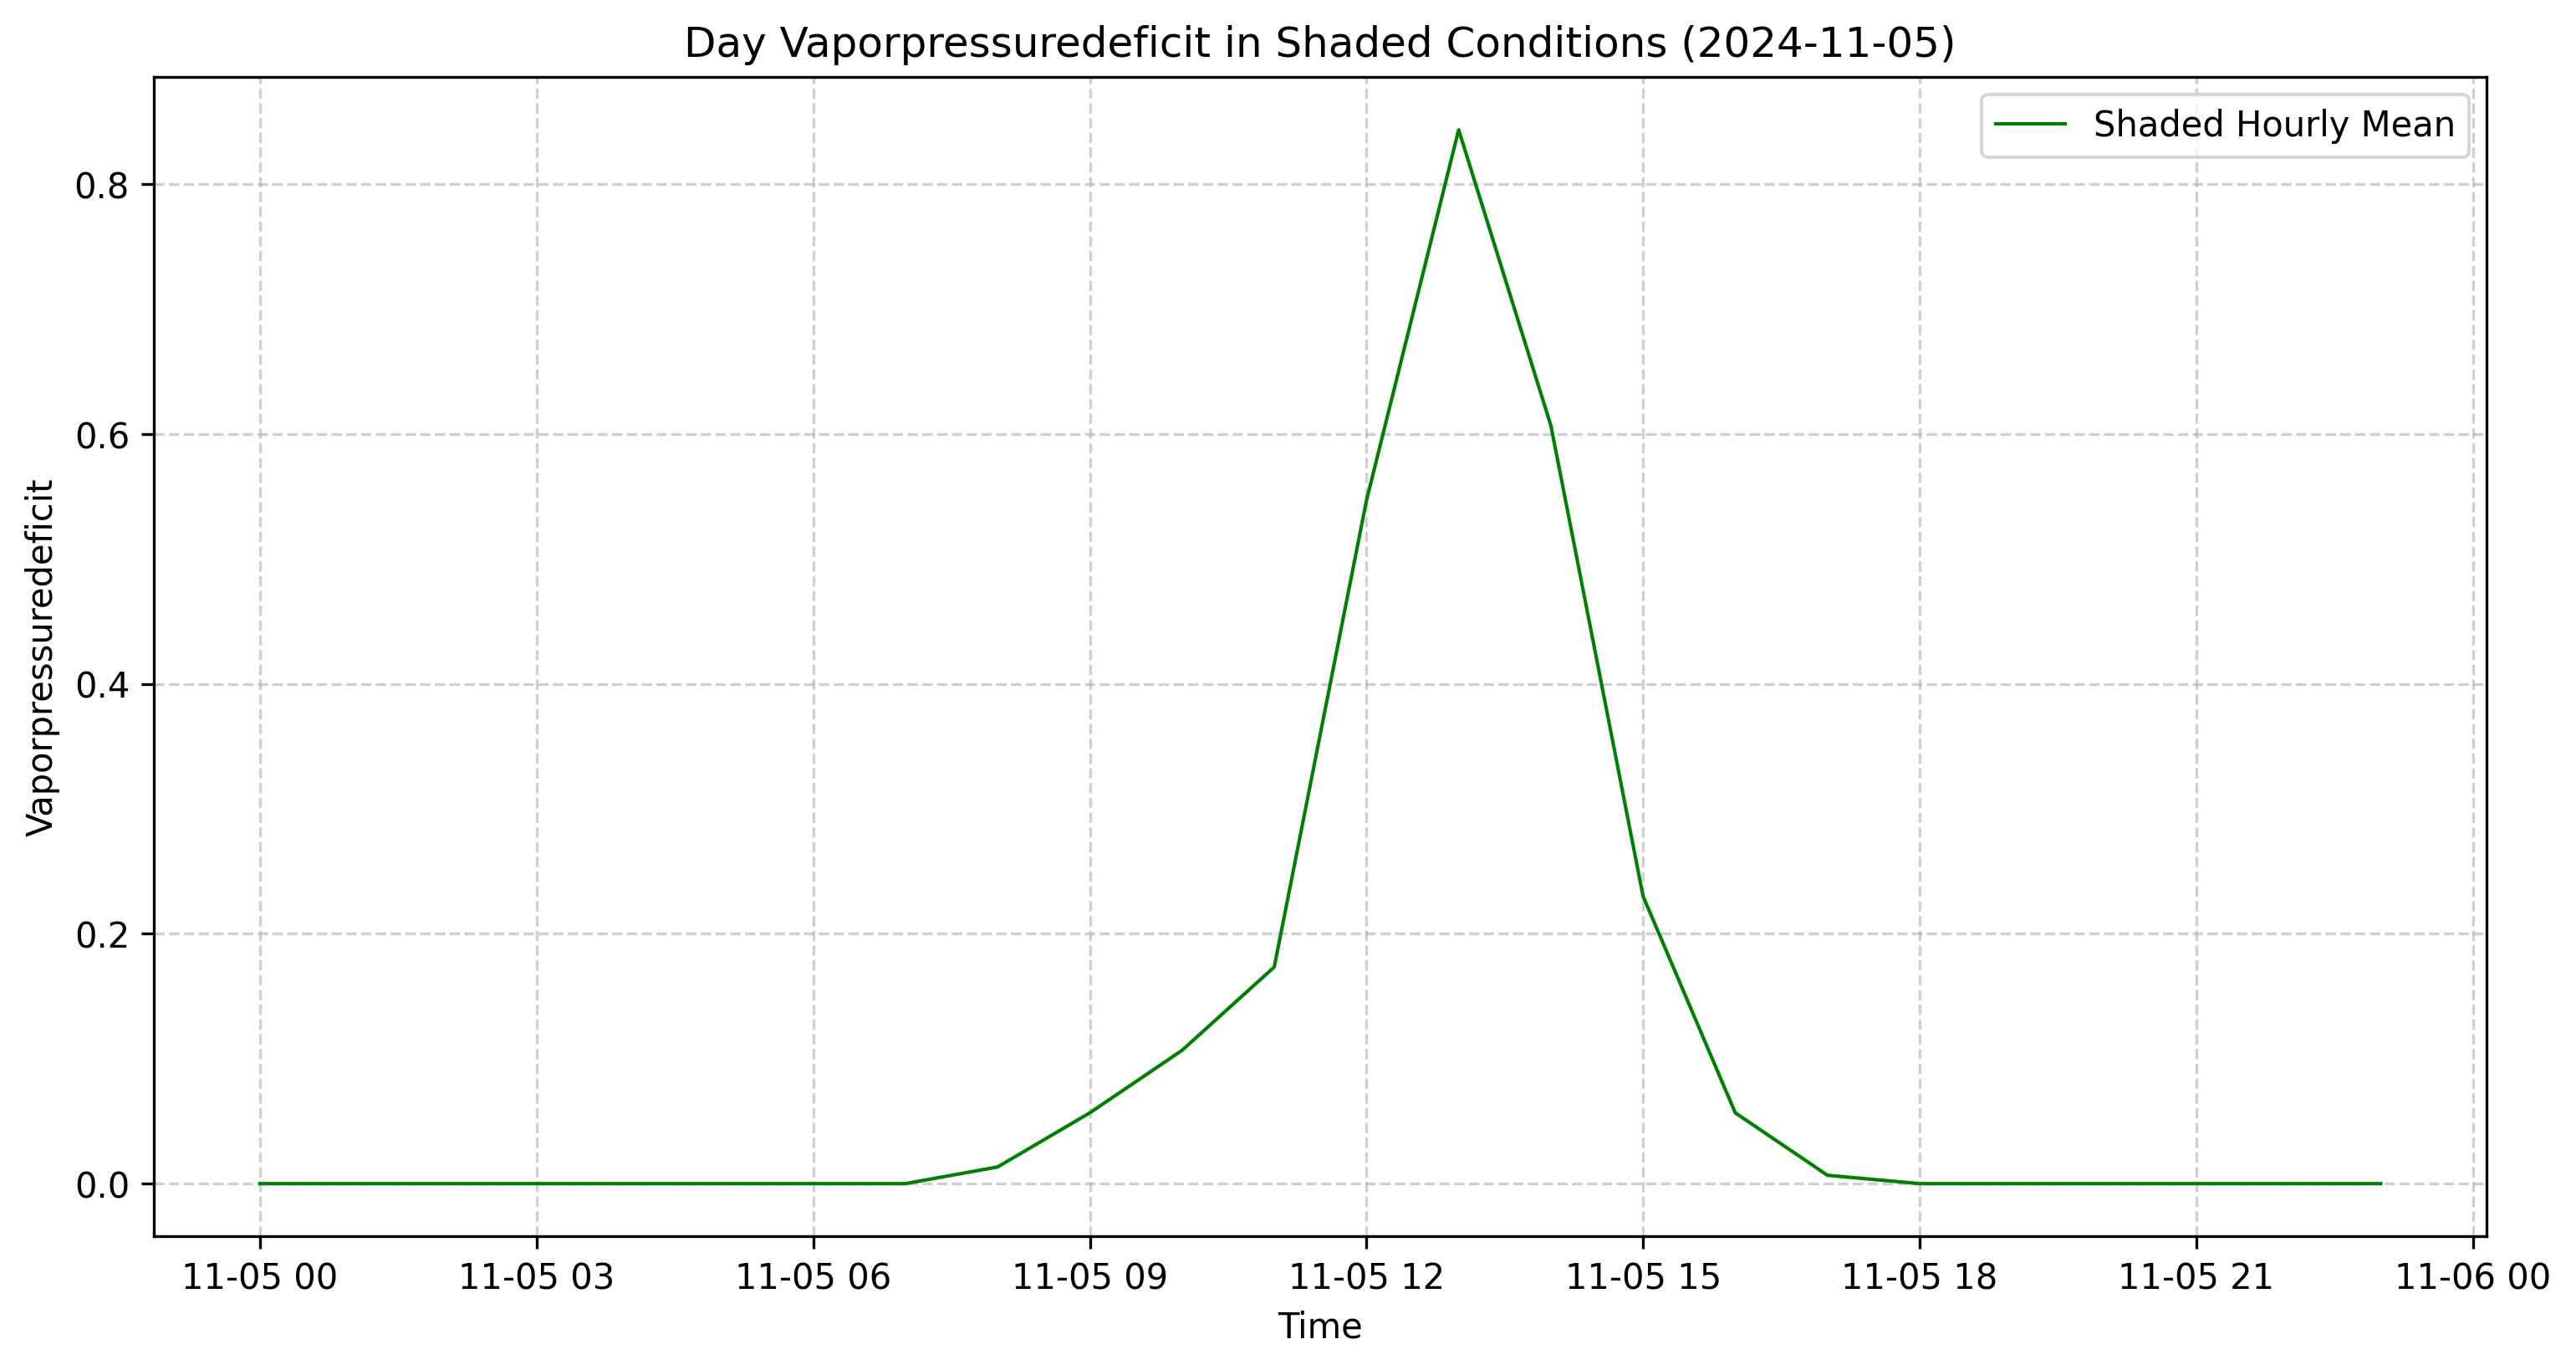 Day Vaporpressuredeficit in Shaded Conditions (2024-11-05)
Shaded Hourly Mean
Vaporpressuredeficit
0.8
0.6
0.4
0.2
0.0
11-05 00 11-05 03 11-05 06 11-05 09 11-05 12 11-05 15 11-05 18 11-05 21 11-06 00
Time